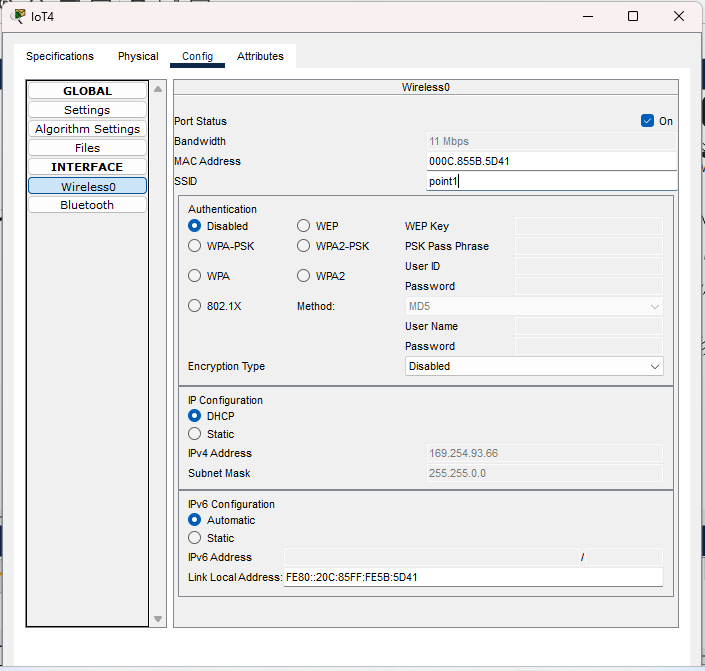 IoT4
Specifications Physical Config Attributes
GLOBAL
Settings
Algorithm Settings
Files
INTERFACE
Wireless0
Bluetooth
Wireless0
Port Status On
Bandwidth 11 Mbps
MAC Address 000C.855B.5D41
SSID point1
Authentication
Disabled WEP WEP Key
WPA-PSK WPA2-PSK PSK Pass Phrase
User ID
WPA WPA2
Password
802.1X Method: MD5
User Name
Password
Encryption Type Disabled
IP Configuration
DHCP
Static
IPv4 Address 169.254.93.66
Subnet Mask 255.255.0.0
IPv6 Configuration
Automatic
Static
IPv6 Address /
Link Local Address: FE80::20C:85FF:FE5B:5D41